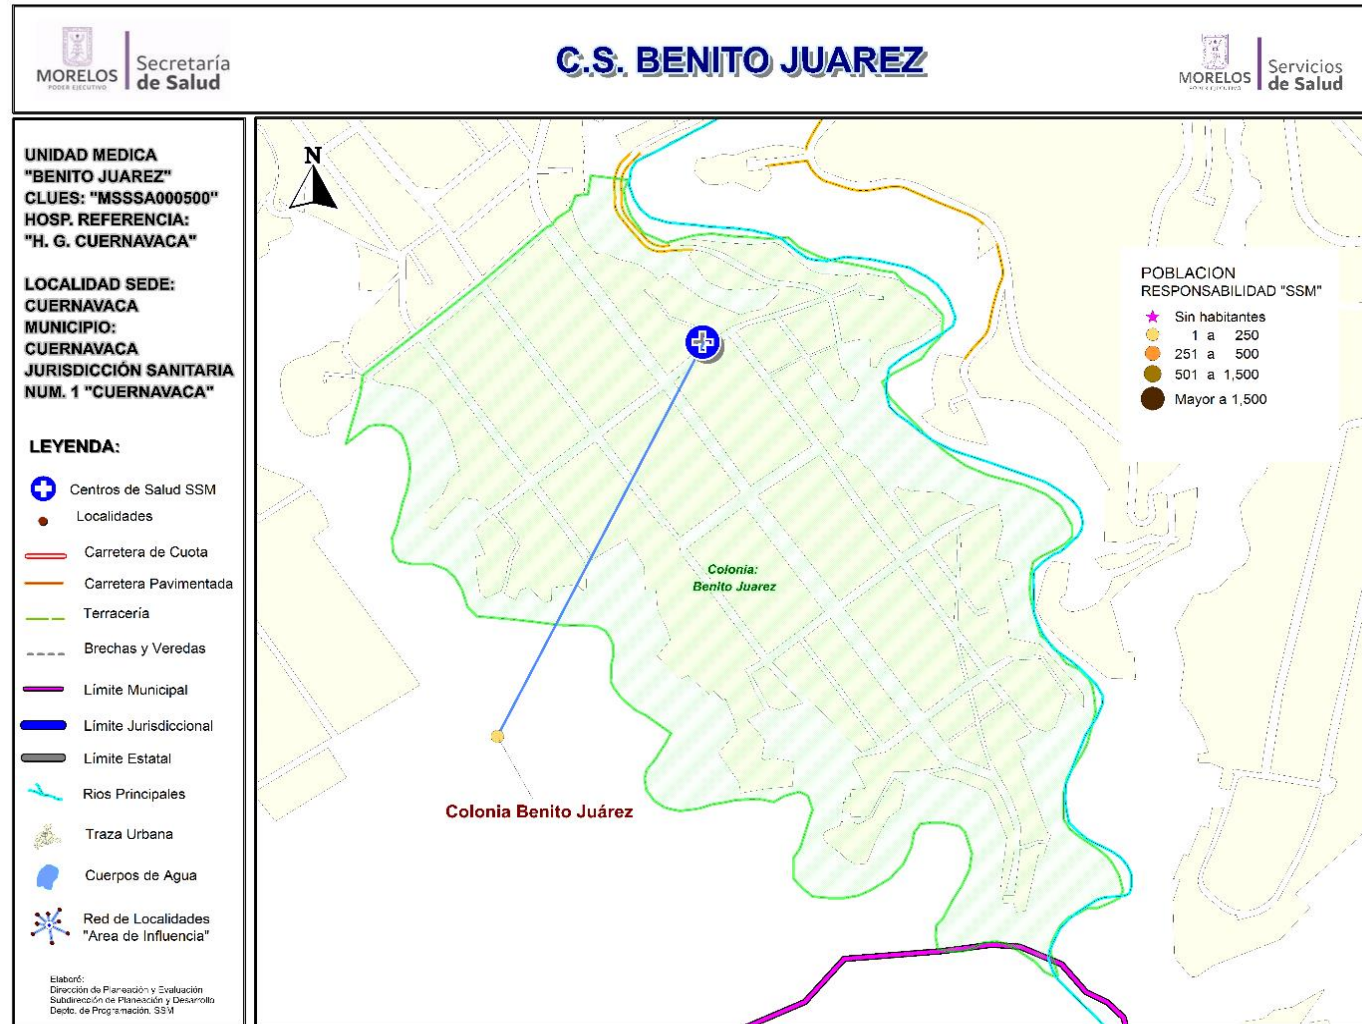 MORELOS
PODER EJECUTIVO
Secretaría
de Salud
C.S. BENITO JUAREZ
MORELOS
PODER EJECUTIVO
Servicios
de Salud
UNIDAD MEDICA
"BENITO JUAREZ"
CLUES: "MSSSA000500"
HOSP. REFERENCIA:
"H. G. CUERNAVACA"
LOCALIDAD SEDE:
CUERNAVACA
MUNICIPIO:
CUERNAVACA
JURISDICCIÓN SANITARIA
NUM. 1 "CUERNAVACA"
LEYENDA:
Centros de Salud SSM
Localidades
Carretera de Cuota
Carretera Pavimentada
Terracería
Brechas y Veredas
Límite Municipal
Límite Jurisdiccional
Límite Estatal
Rios Principales
Traza Urbana
Cuerpos de Agua
Red de Localidades
"Area de Influencia"
Elaboró:
Dirección de Planeación y Evaluación
Subdirección de Planeación y Desarrollo
Depto. de Programación. SSM
N
POBLACION
RESPONSABILIDAD "SSM"
Sin habitantes
1 a 250
251 a 500
501 a 1,500
Mayor a 1,500
Colonia:
Benito Juarez
Colonia Benito Juárez